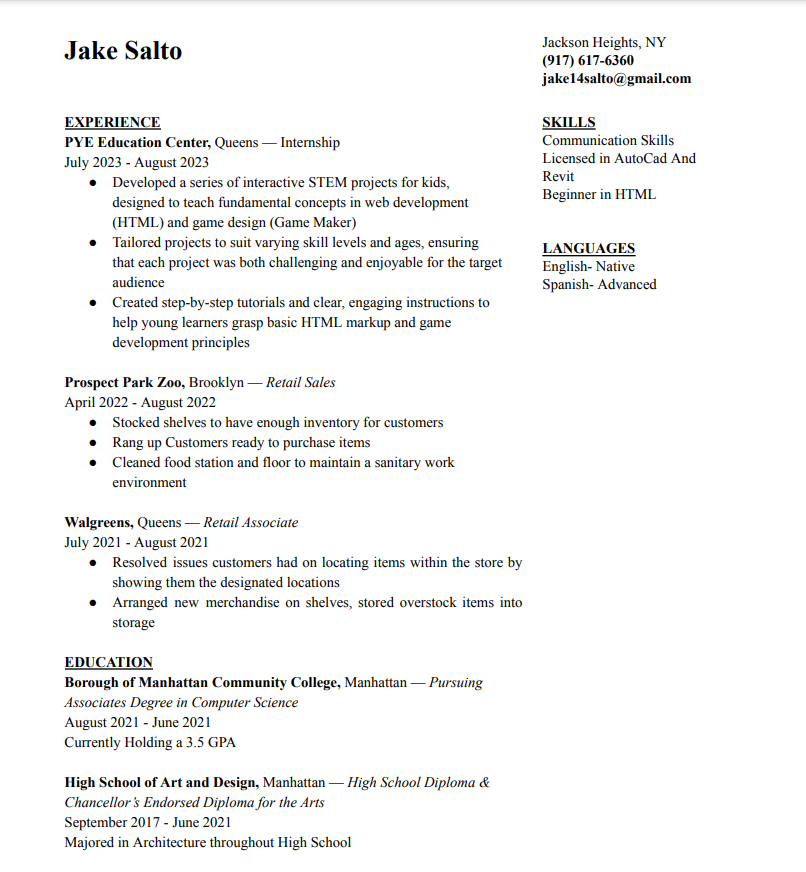 Jake Salto
Jackson Heights, NY
(917) 617-6360
jake14salto@gmail.com
EXPERIENCE
PYE Education Center, Queens — Internship
July 2023 - August 2023
● Developed a series of interactive STEM projects for kids,
designed to teach fundamental concepts in web development
(HTML) and game design (Game Maker)
● Tailored projects to suit varying skill levels and ages, ensuring
that each project was both challenging and enjoyable for the target
audience
● Created step-by-step tutorials and clear, engaging instructions to
help young learners grasp basic HTML markup and game
development principles
Prospect Park Zoo, Brooklyn — Retail Sales
April 2022 - August 2022
● Stocked shelves to have enough inventory for customers
● Rang up Customers ready to purchase items
● Cleaned food station and floor to maintain a sanitary work
environment
Walgreens, Queens — Retail Associate
July 2021 - August 2021
● Resolved issues customers had on locating items within the store by
showing them the designated locations
● Arranged new merchandise on shelves, stored overstock items into
storage
EDUCATION
Borough of Manhattan Community College, Manhattan — Pursuing
Associates Degree in Computer Science
August 2021 - June 2021
Currently Holding a 3.5 GPA
High School of Art and Design, Manhattan — High School Diploma &
Chancellor’s Endorsed Diploma for the Arts
September 2017 - June 2021
Majored in Architecture throughout High School
SKILLS
Communication Skills
Licensed in AutoCad And
Revit
Beginner in HTML
LANGUAGES
English- Native
Spanish- Advanced